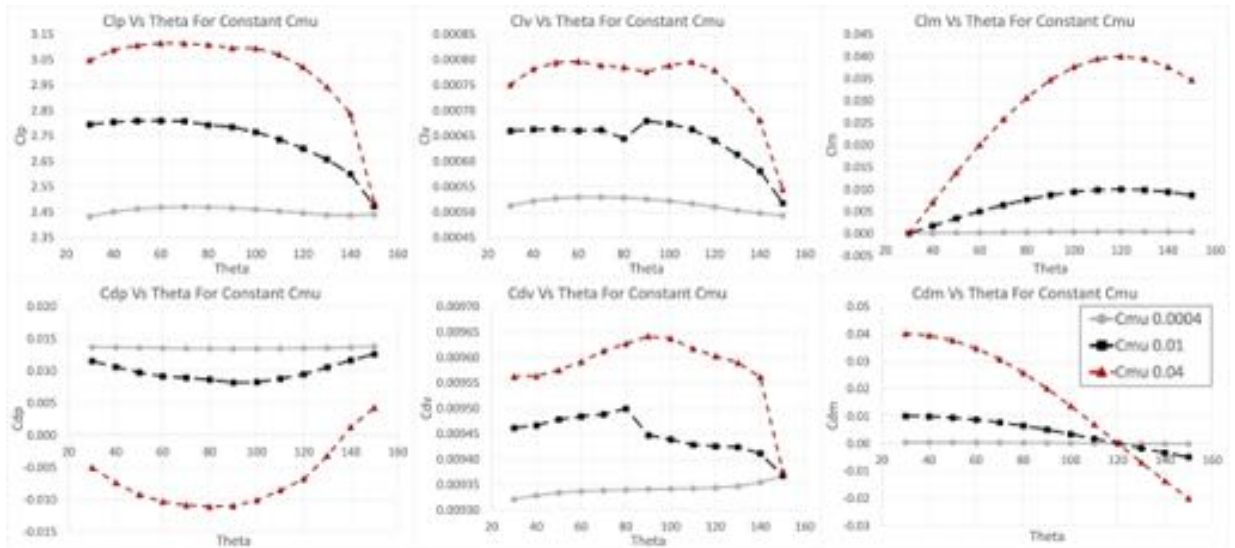 Clp Vs Theta For Constant Cmu
3.15
3.05
2.95
2.85
2.75
2.65
2.55
2.45
2.35
Clp
20 40 60 80 100 120 140 160
Theta
Clv Vs Theta For Constant Cmu
0.00085
0.00080
0.00075
0.00070
0.00065
0.00060
0.00055
0.00050
0.00045
Clv
20 40 60 80 100 120 140 160
Theta
Clm Vs Theta For Constant Cmu
0.045
0.040
0.035
0.030
0.025
0.020
0.015
0.010
0.005
0.000
-0.005
Clm
20 40 60 80 100 120 140 160
Theta
Cdp Vs Theta For Constant Cmu
0.020
0.015
0.010
0.005
0.000
-0.005
-0.010
-0.015
Cdp
20 40 60 80 100 120 140 160
Theta
Cdv Vs Theta For Constant Cmu
0.00970
0.00965
0.00960
0.00955
0.00950
0.00945
0.00940
0.00935
0.00930
Cdv
20 40 60 80 100 120 140 160
Theta
Cdm Vs Theta For Constant Cmu
0.05
0.04
0.03
0.02
0.01
0.00
-0.01
-0.02
-0.03
Cdm
20 40 60 80 100 120 140 160
Theta
Cmu 0.0004
Cmu 0.01
Cmu 0.04